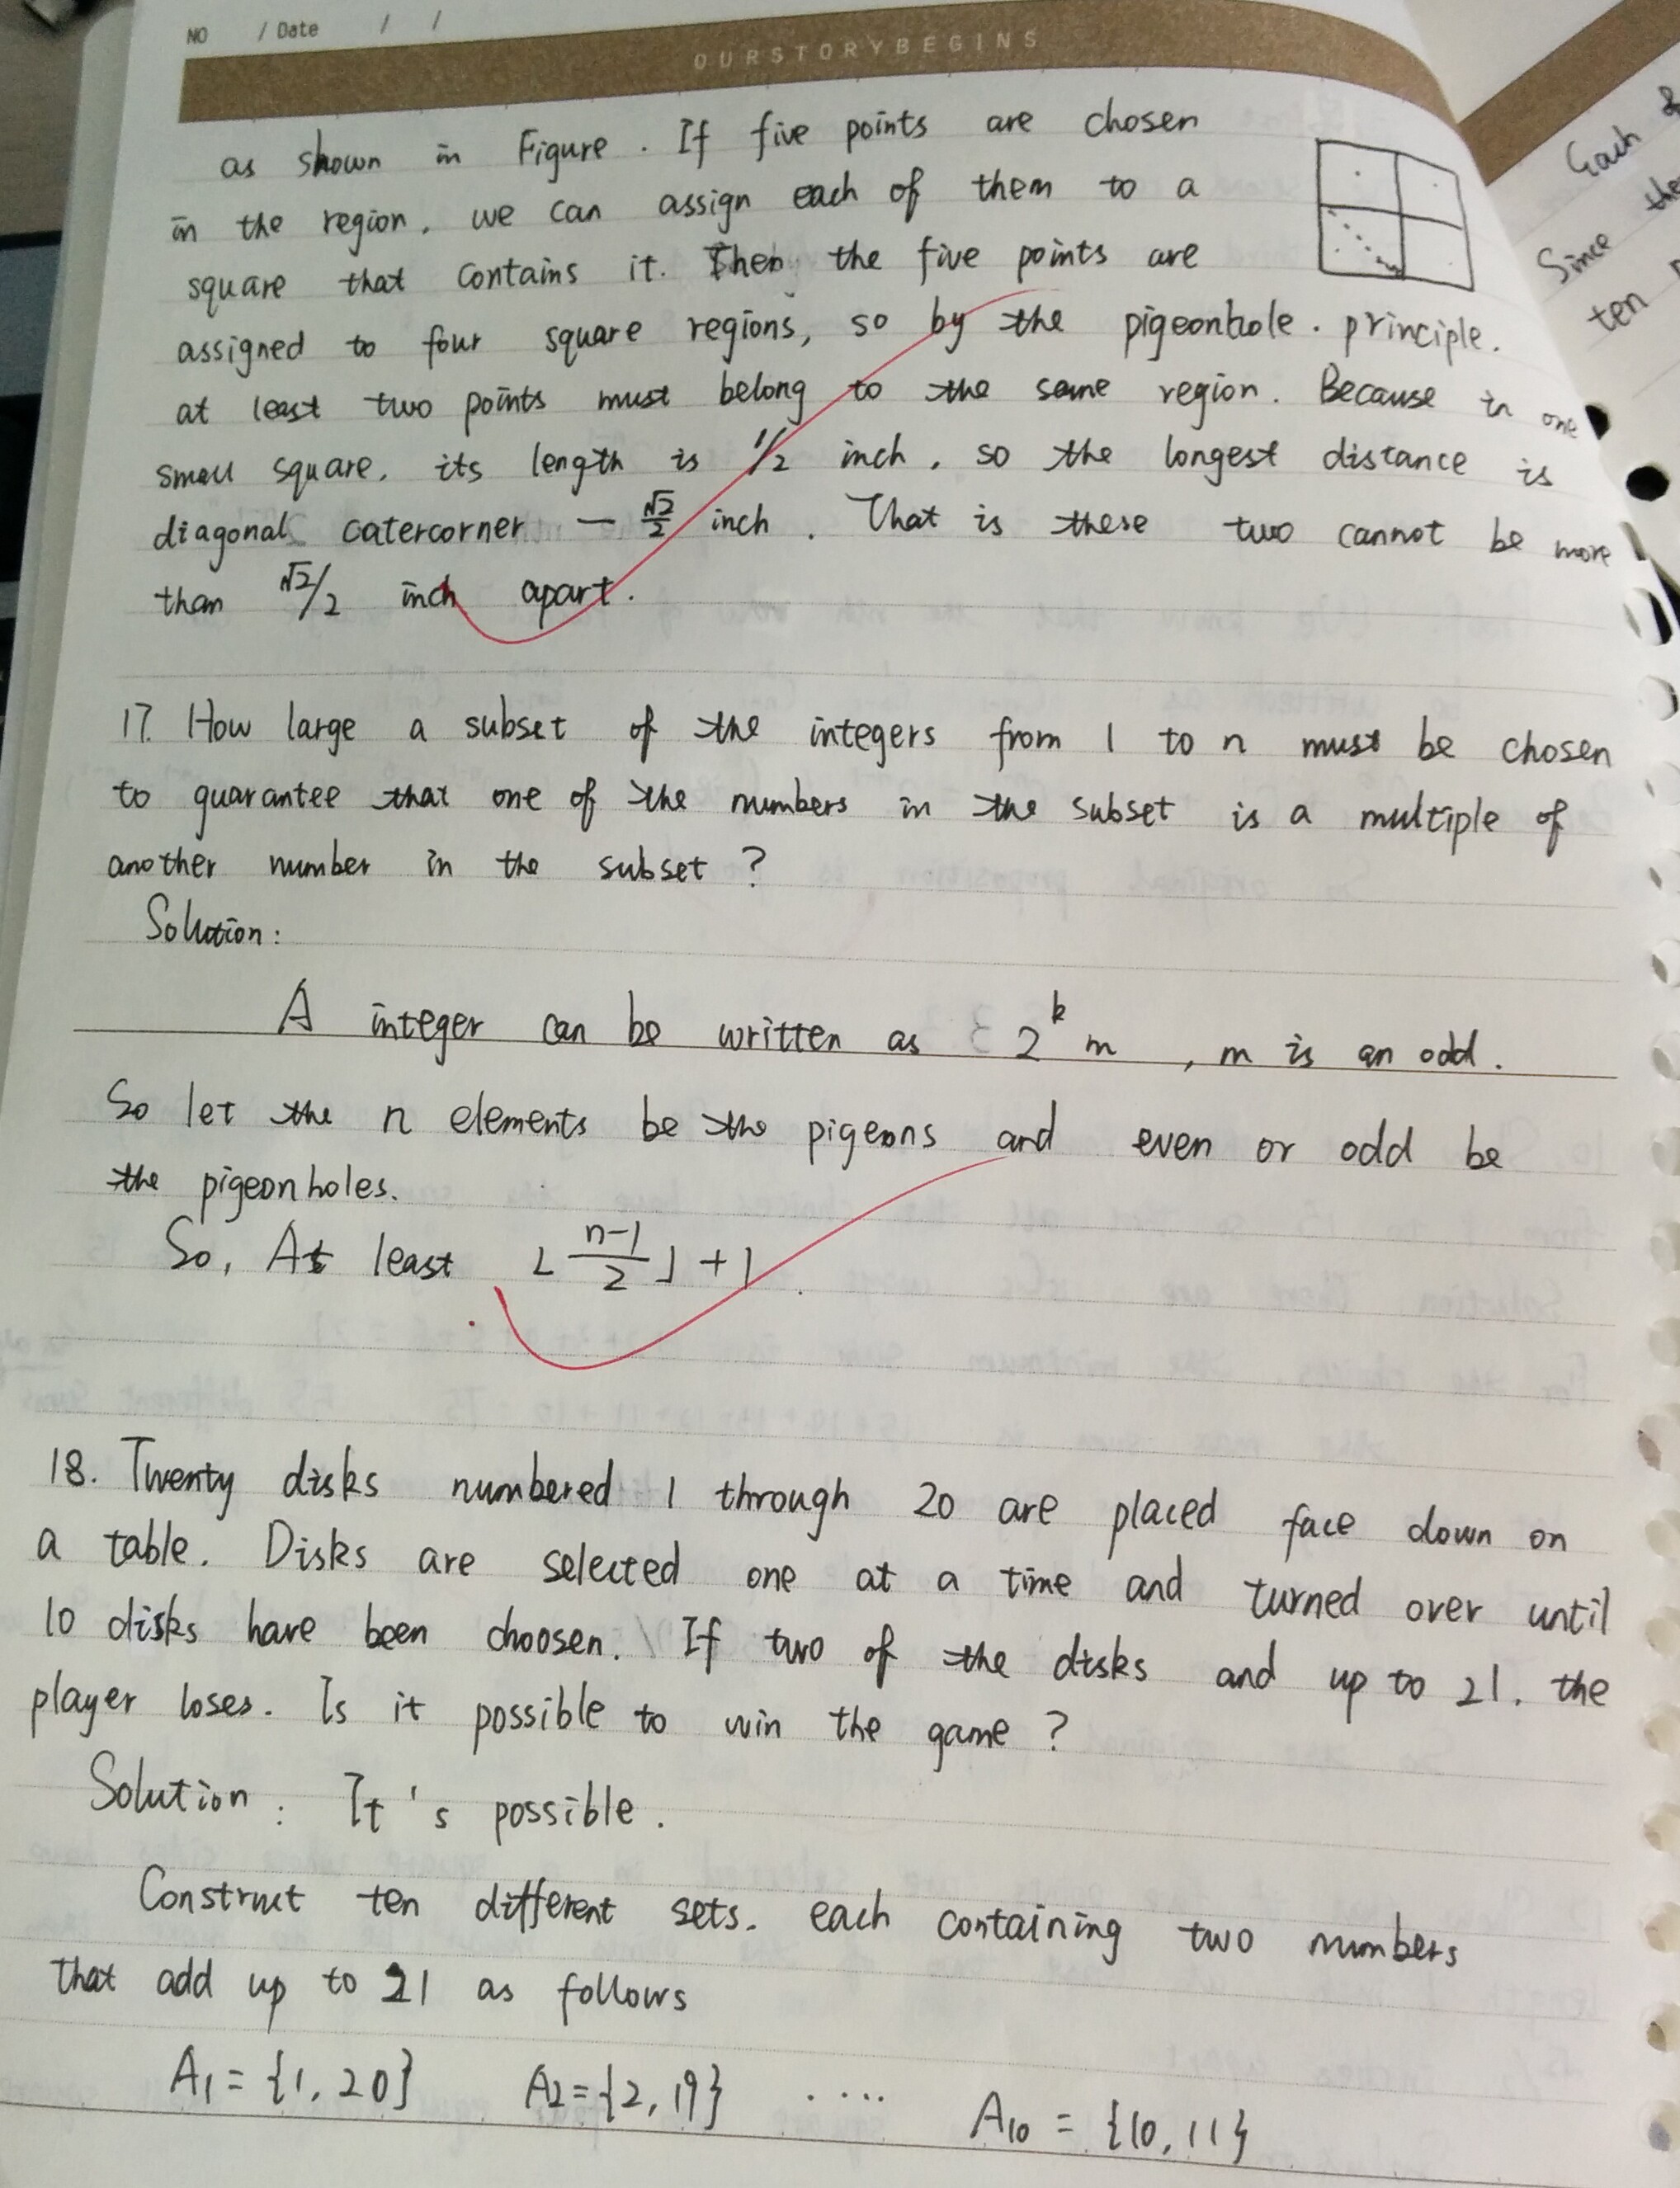 NO / Date / /
OURSTORYBEGINS
as shown in Figure. If five points are chosen
in the region, we can assign each of them to a
square that contains it. Then the five points are
assigned to four square regions, so by the pigeonhole. principle.
at least two points must belong to the same region. Because in one
small square, its length is 1/2 inch, so the longest distance is
diagonal catercorner — √2/2 inch. That is these two cannot be more
than √2/2 inch apart.
17. How large a subset of the integers from 1 to n must be chosen
to guarantee that one of the numbers in the subset is a multiple of
another number in the subset?
Solution:
A integer can be written as 2^k m, m is an odd.
So let the n elements be the pigeons and even or odd be
the pigeonholes.
So, At least ⌊(n-1)/2⌋+1.
18. Twenty disks numbered 1 through 20 are placed face down on
a table. Disks are selected one at a time and turned over until
10 disks have been choosen. If two of the disks and up to 21. the
player loses. Is it possible to win the game?
Solution: It's possible.
Construct ten different sets. each containing two numbers
that add up to 21 as follows
A1={1,20} A2={2,19} .... A10={10,11}
Each
the
Since
ten